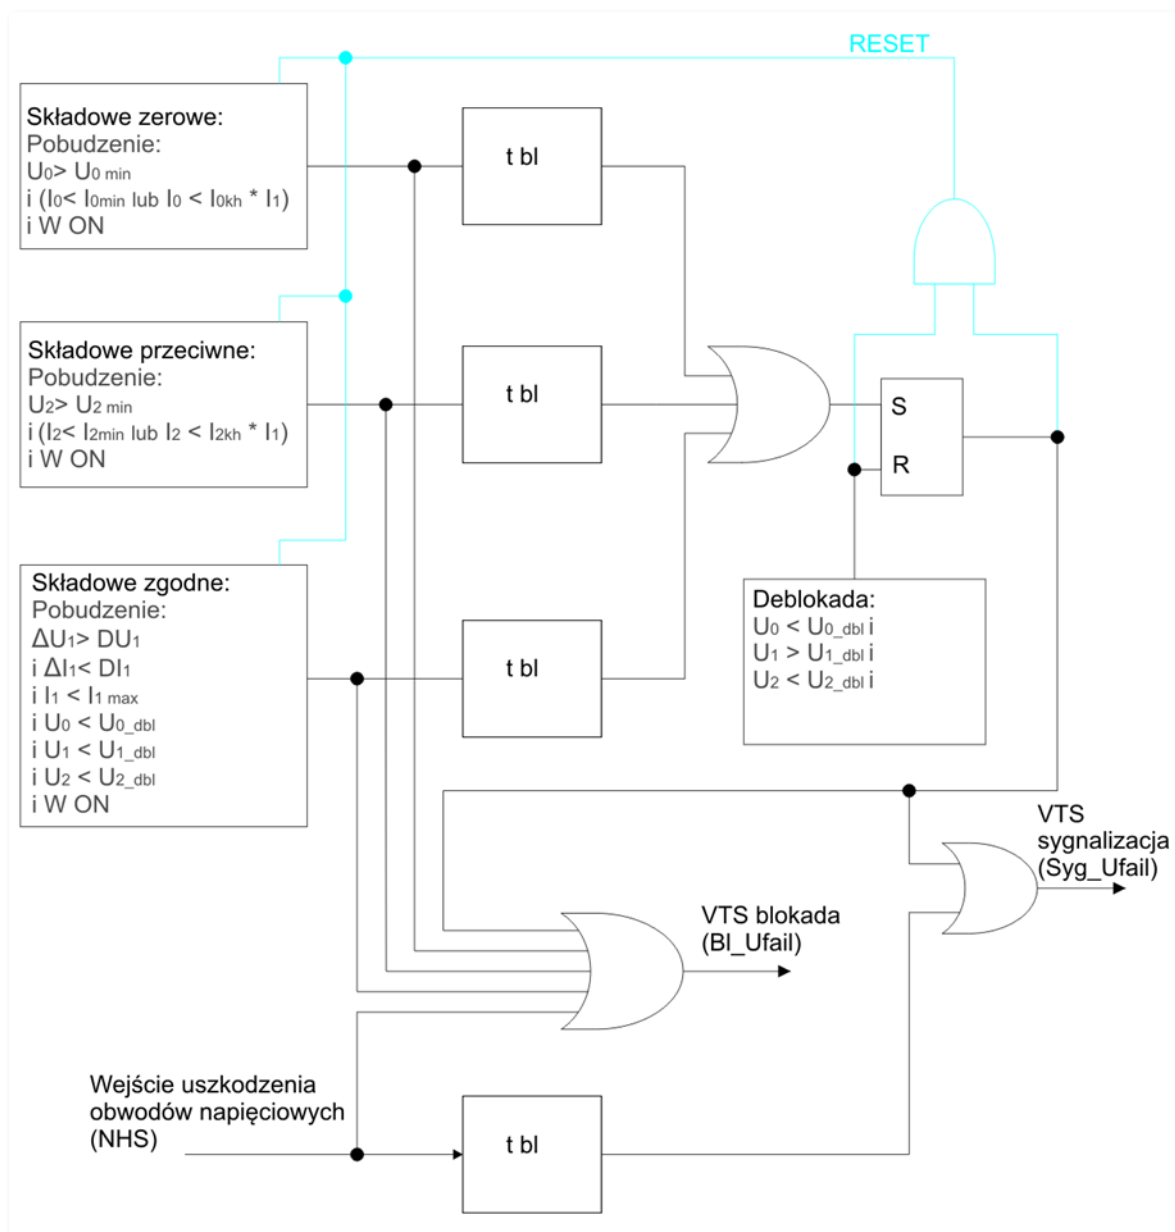 RESET
Składowe zerowe:
Pobudzenie:
U0> U0 min
i (I0< I0min lub I0 < I0kh * I1)
i W ON
t bl
Składowe przeciwne:
Pobudzenie:
U2> U2 min
i (I2< I2min lub I2 < I2kh * I1)
i W ON
t bl
S
R
Składowe zgodne:
Pobudzenie:
ΔU1> DU1
i ΔI1< DI1
i I1 < I1 max
i U0 < U0_dbl
i U1 < U1_dbl
i U2 < U2_dbl
i W ON
t bl
Deblokada:
U0 < U0_dbl i
U1 > U1_dbl i
U2 < U2_dbl i
VTS
sygnalizacja
(Syg_Ufail)
VTS blokada
(Bl_Ufail)
Wejście uszkodzenia
obwodów napięciowych
(NHS)
t bl